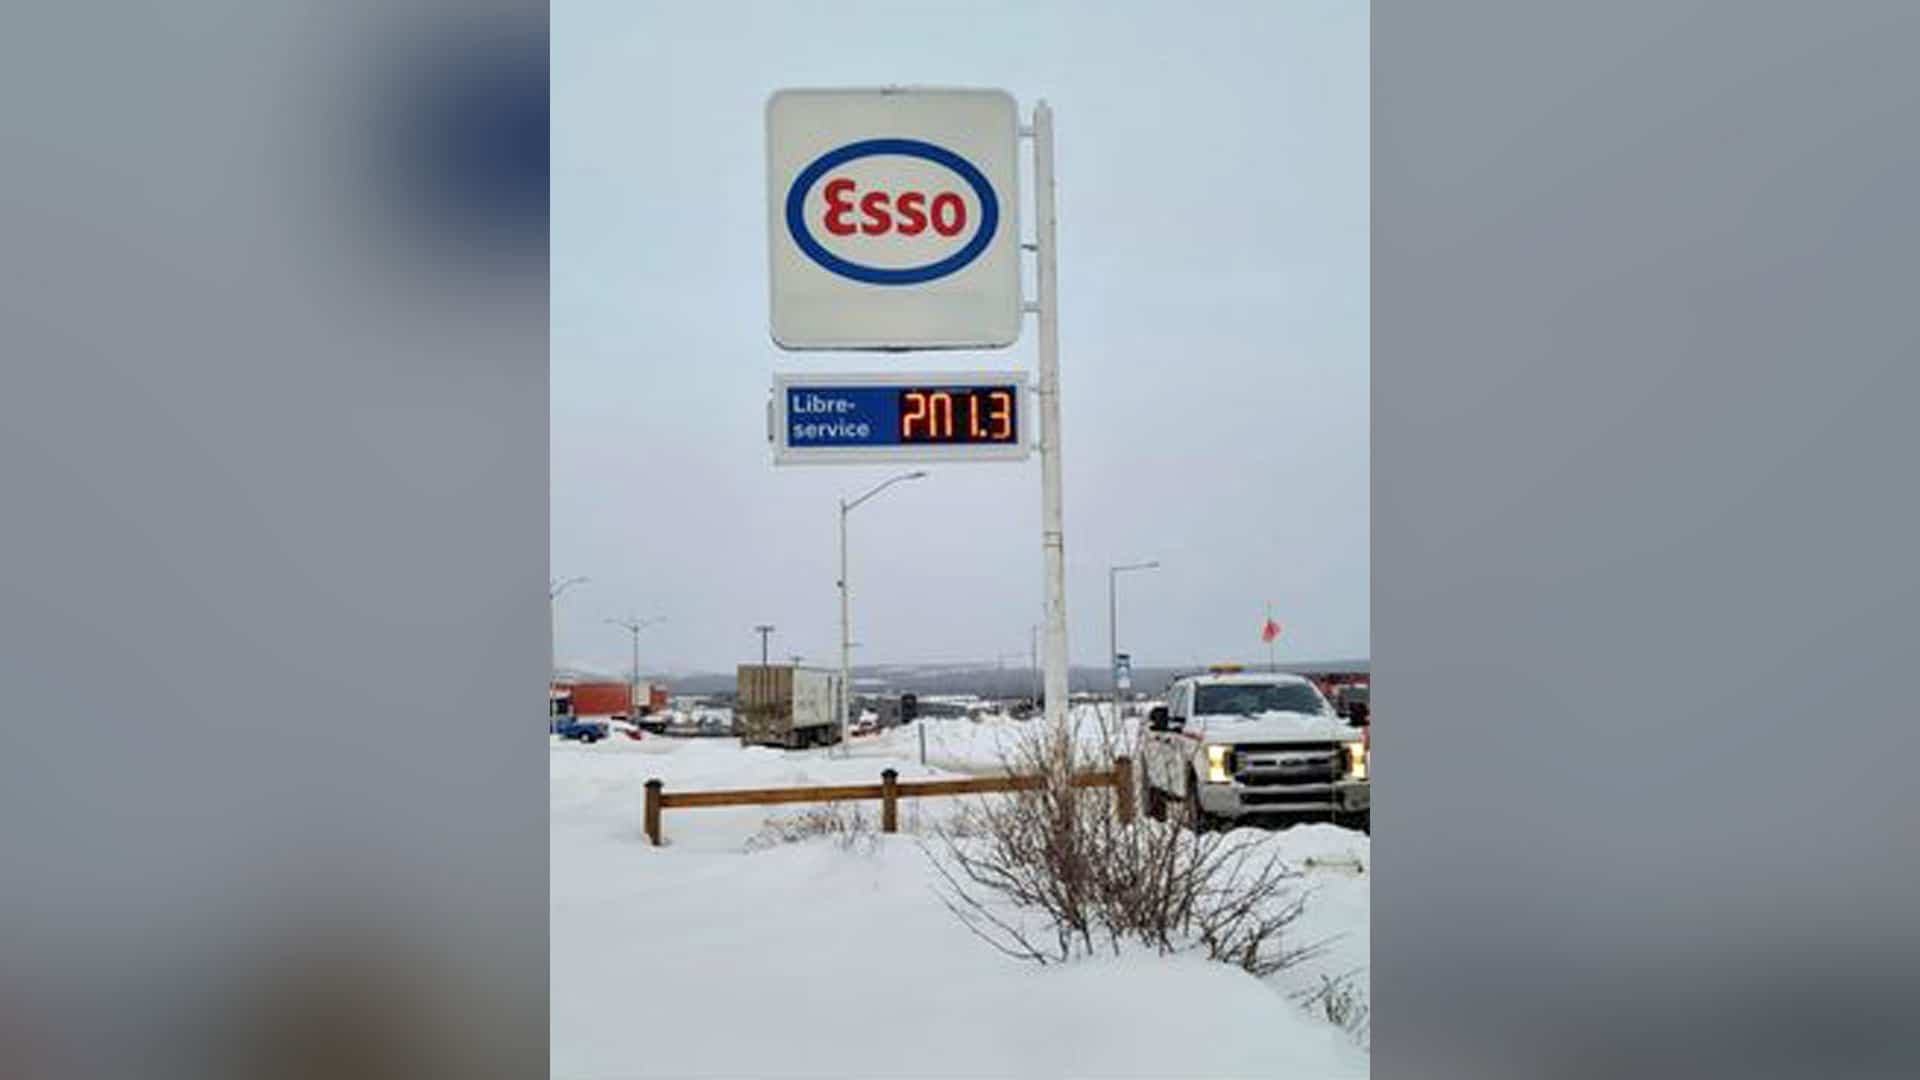 Esso
Libre-
service
201.3